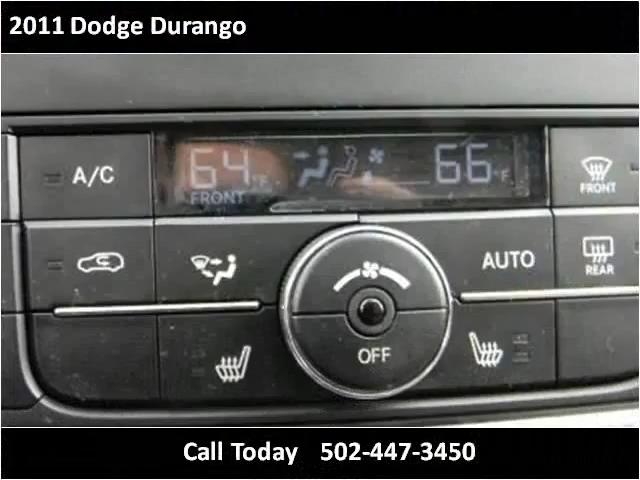 2011 Dodge Durango
A/C
64°F
66°F
FRONT
FRONT
AUTO
REAR
OFF
Call Today 502-447-3450